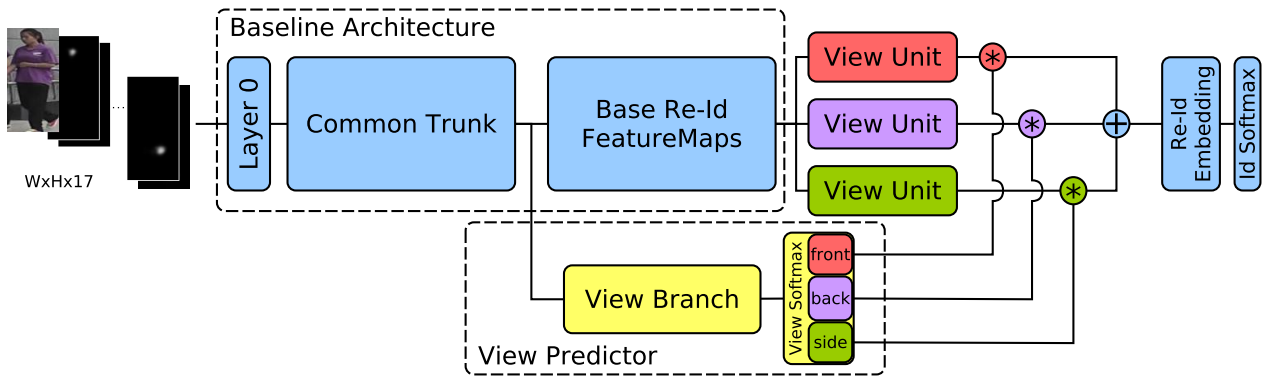 Baseline Architecture
Layer 0
Common Trunk
Base Re-Id
FeatureMaps
View Unit
View Unit
View Unit
Re-Id
Embedding
Id Softmax
WxHx17
View Branch
View Softmax
front
back
side
View Predictor